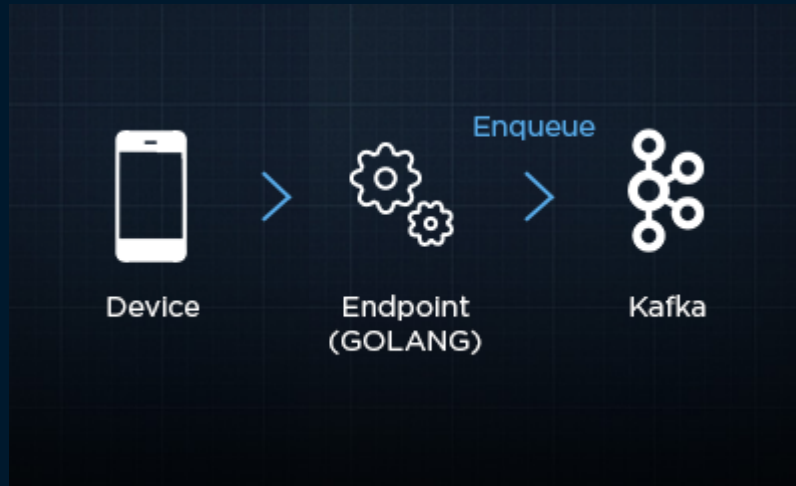 Enqueue
Device
Endpoint
(GOLANG)
Kafka